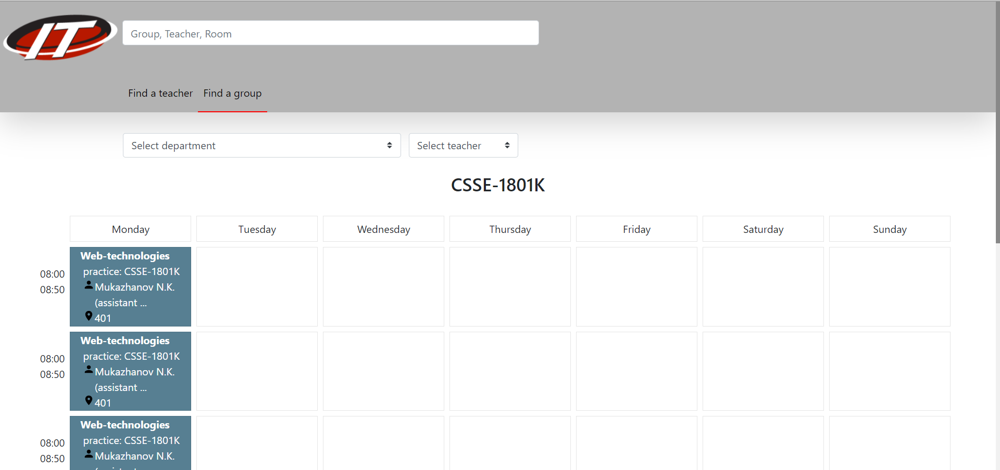 IT
Group, Teacher, Room
Find a teacher Find a group
Select department Select teacher
CSSE-1801K
Monday Tuesday Wednesday Thursday Friday Saturday Sunday
08:00
08:50
Web-technologies
practice: CSSE-1801K
Mukazhanov N.K.
(assistant ...
401
08:00
08:50
Web-technologies
practice: CSSE-1801K
Mukazhanov N.K.
(assistant ...
401
08:00
08:50
Web-technologies
practice: CSSE-1801K
Mukazhanov N.K.